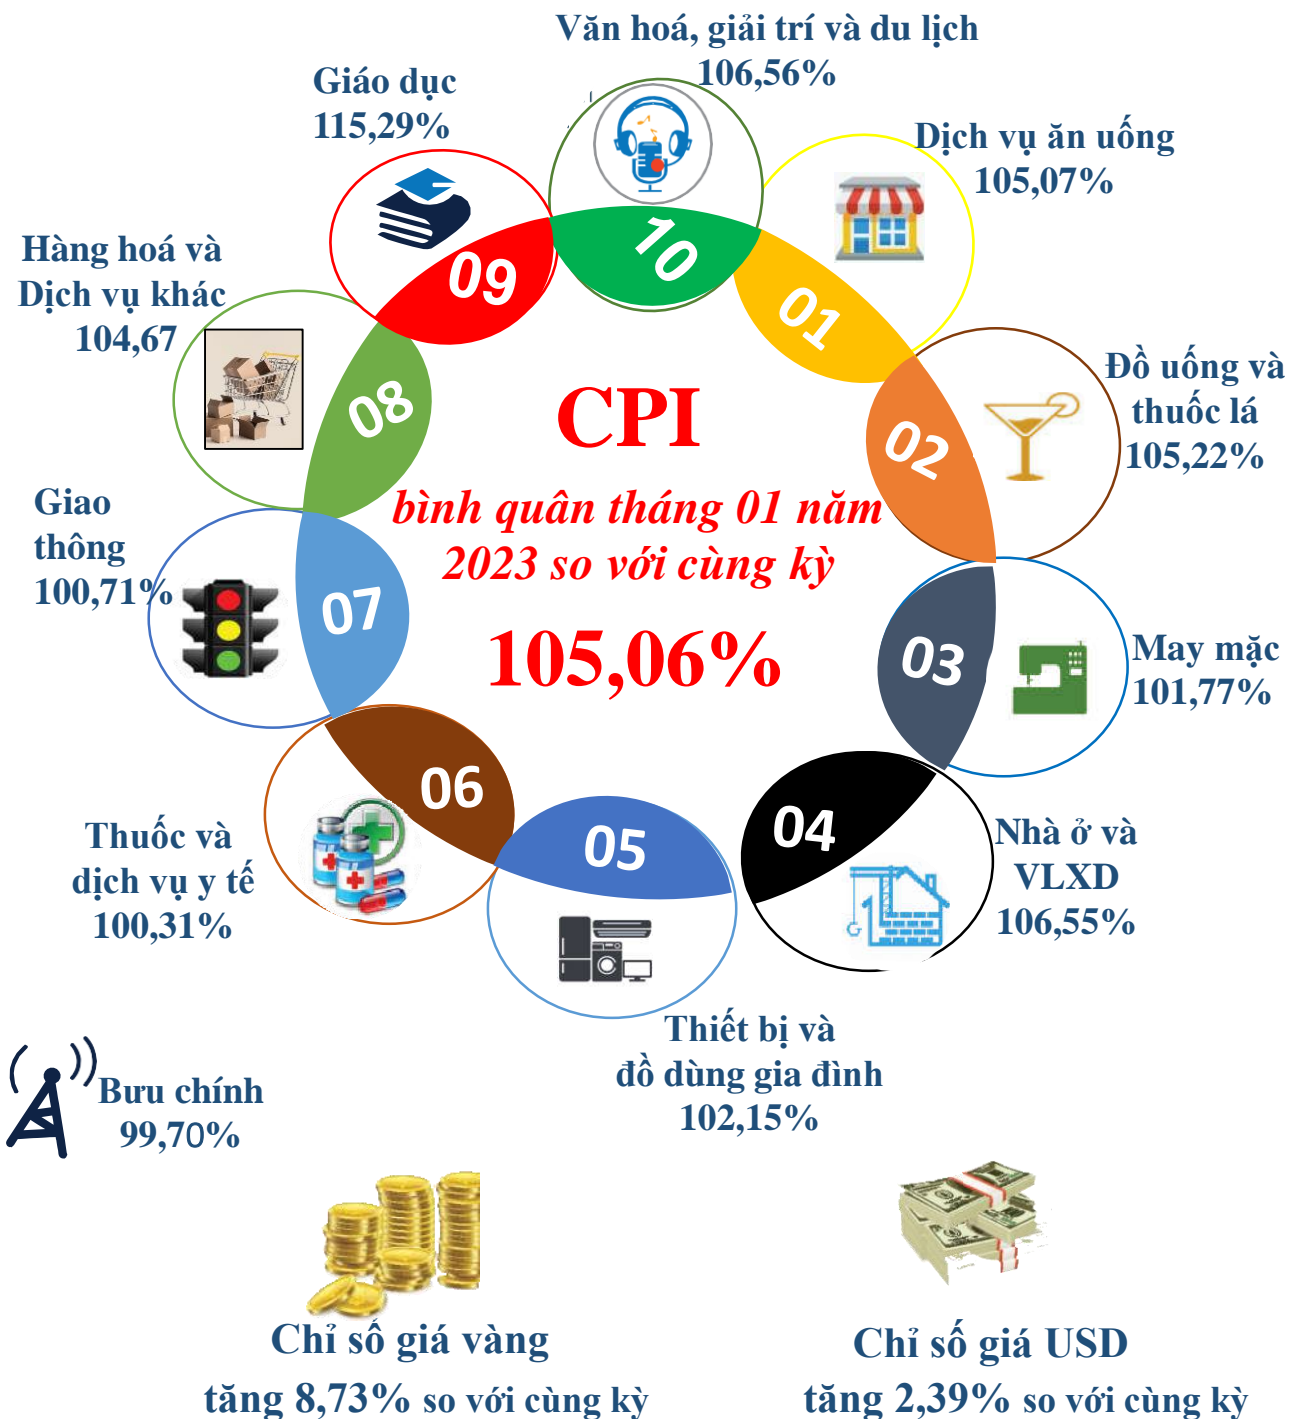 Văn hoá, giải trí và du lịch
106,56%
Giáo dục
115,29%
Dịch vụ ăn uống
105,07%
Hàng hoá và
Dịch vụ khác
104,67
Đồ uống và
thuốc lá
105,22%
10
09
01
08
02
CPI
bình quân tháng 01 năm
2023 so với cùng kỳ
105,06%
Giao
thông
100,71%
07
03
May mặc
101,77%
06
05
04
Thuốc và
dịch vụ y tế
100,31%
Nhà ở và
VLXD
106,55%
Thiết bị và
đồ dùng gia đình
102,15%
Bưu chính
99,70%
Chỉ số giá vàng
tăng 8,73% so với cùng kỳ
Chỉ số giá USD
tăng 2,39% so với cùng kỳ